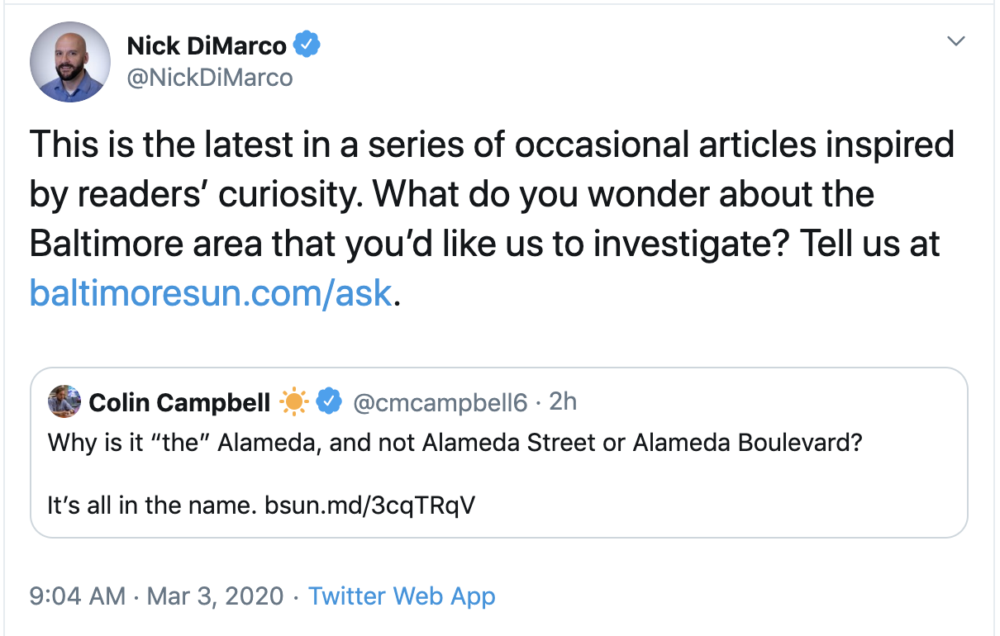 Nick DiMarco
@NickDiMarco
This is the latest in a series of occasional articles inspired
by readers’ curiosity. What do you wonder about the
Baltimore area that you’d like us to investigate? Tell us at
baltimoresun.com/ask.
Colin Campbell ☀️ @cmcampbell6 · 2h
Why is it “the” Alameda, and not Alameda Street or Alameda Boulevard?
It’s all in the name. bsun.md/3cqTRqV
9:04 AM · Mar 3, 2020 · Twitter Web App